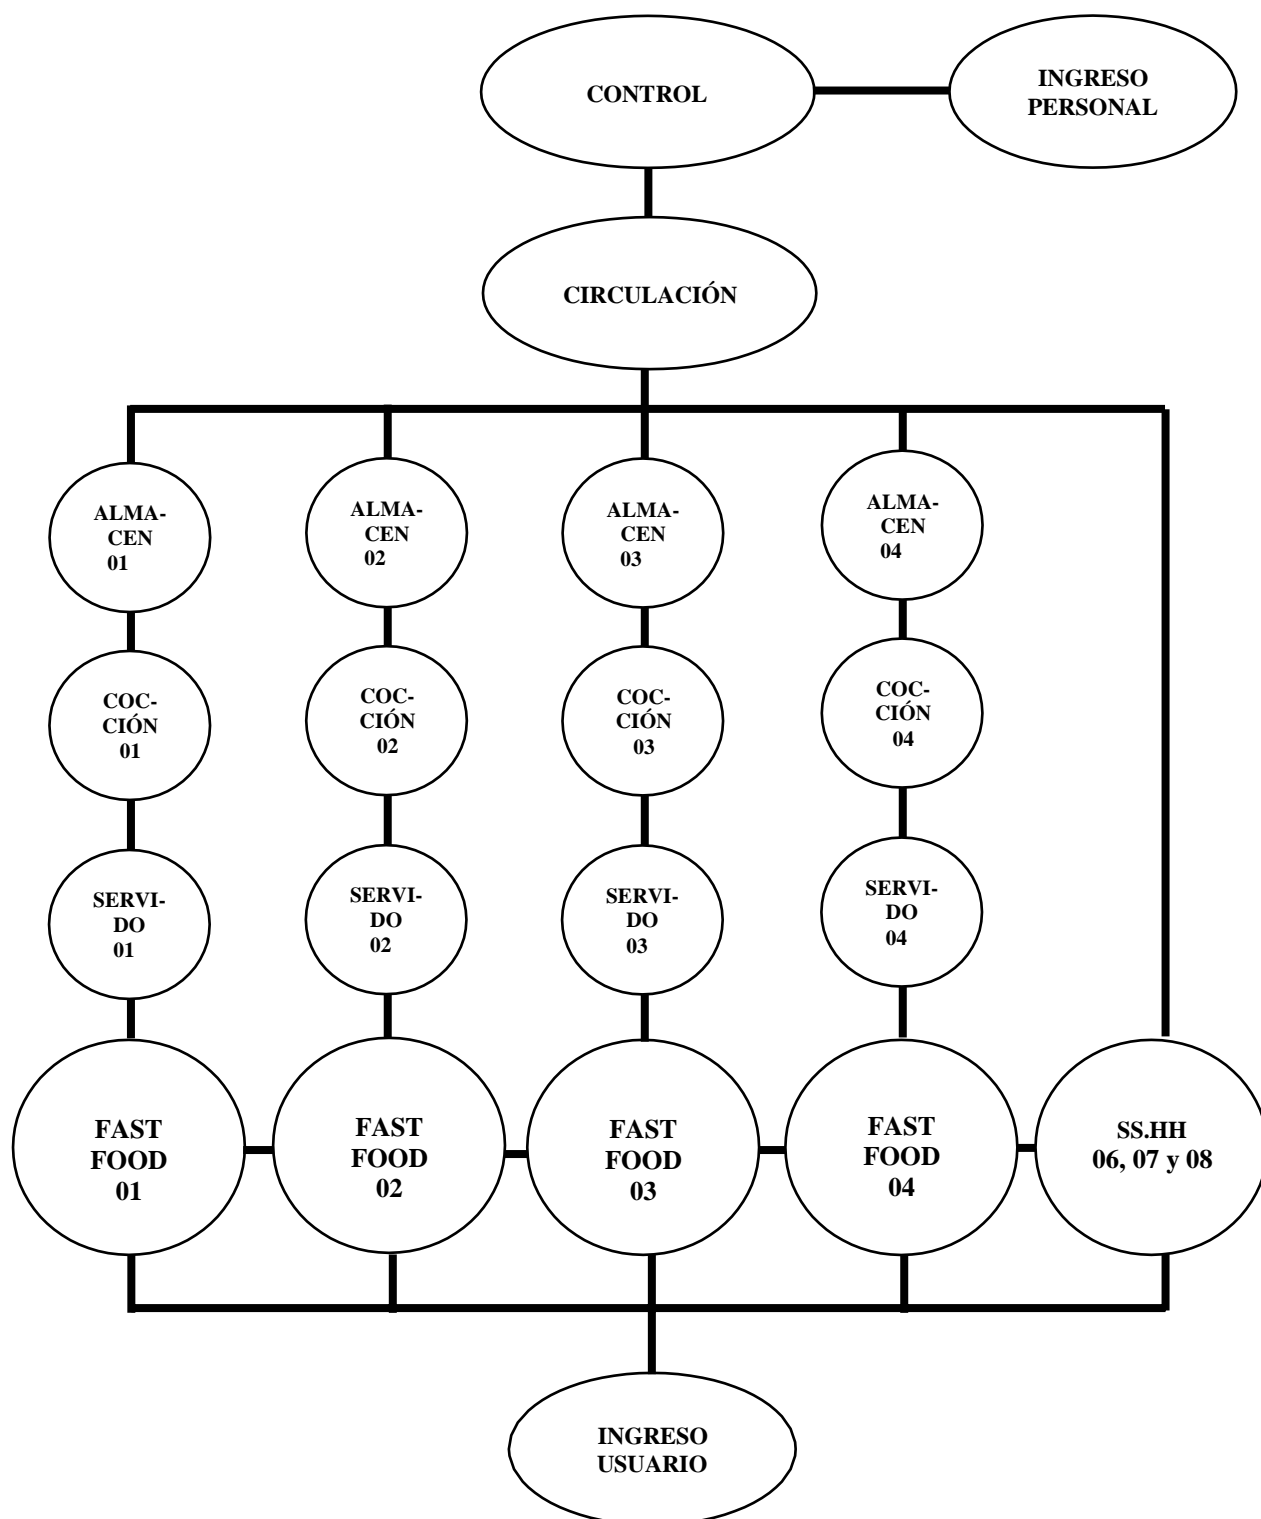 CONTROL
INGRESO
PERSONAL
CIRCULACIÓN
ALMA-
CEN
01
ALMA-
CEN
02
ALMA-
CEN
03
ALMA-
CEN
04
COC-
CIÓN
01
COC-
CIÓN
02
COC-
CIÓN
03
COC-
CIÓN
04
SERVI-
DO
01
SERVI-
DO
02
SERVI-
DO
03
SERVI-
DO
04
FAST
FOOD
01
FAST
FOOD
02
FAST
FOOD
03
FAST
FOOD
04
SS.HH
06, 07 y 08
INGRESO
USUARIO